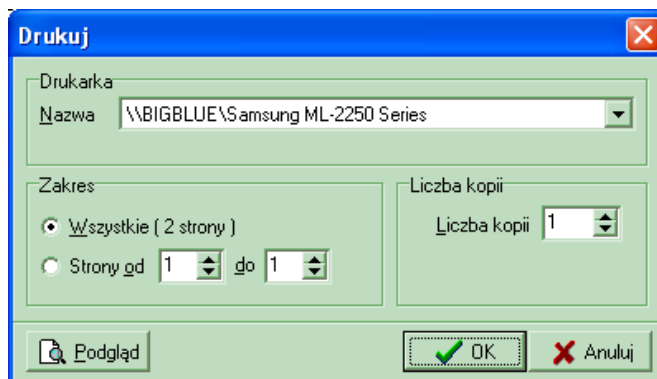 Drukuj
Drukarka
Nazwa \\BIGBLUE\Samsung ML-2250 Series
Zakres
Wszystkie ( 2 strony )
Strony od 1 do 1
Liczba kopii
Liczba kopii 1
Podgląd
OK
Anuluj